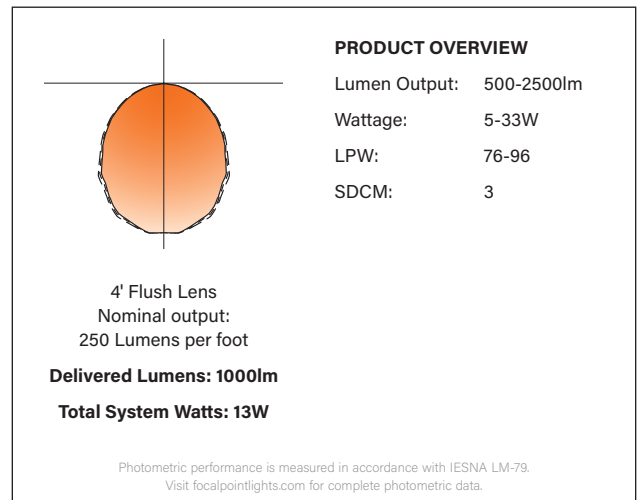 PRODUCT OVERVIEW
Lumen Output: 500-2500lm
Wattage: 5-33W
LPW: 76-96
SDCM: 3
4' Flush Lens
Nominal output:
250 Lumens per foot
Delivered Lumens: 1000lm
Total System Watts: 13W
Photometric performance is measured in accordance with IESNA LM-79.
Visit focalpointlights.com for complete photometric data.